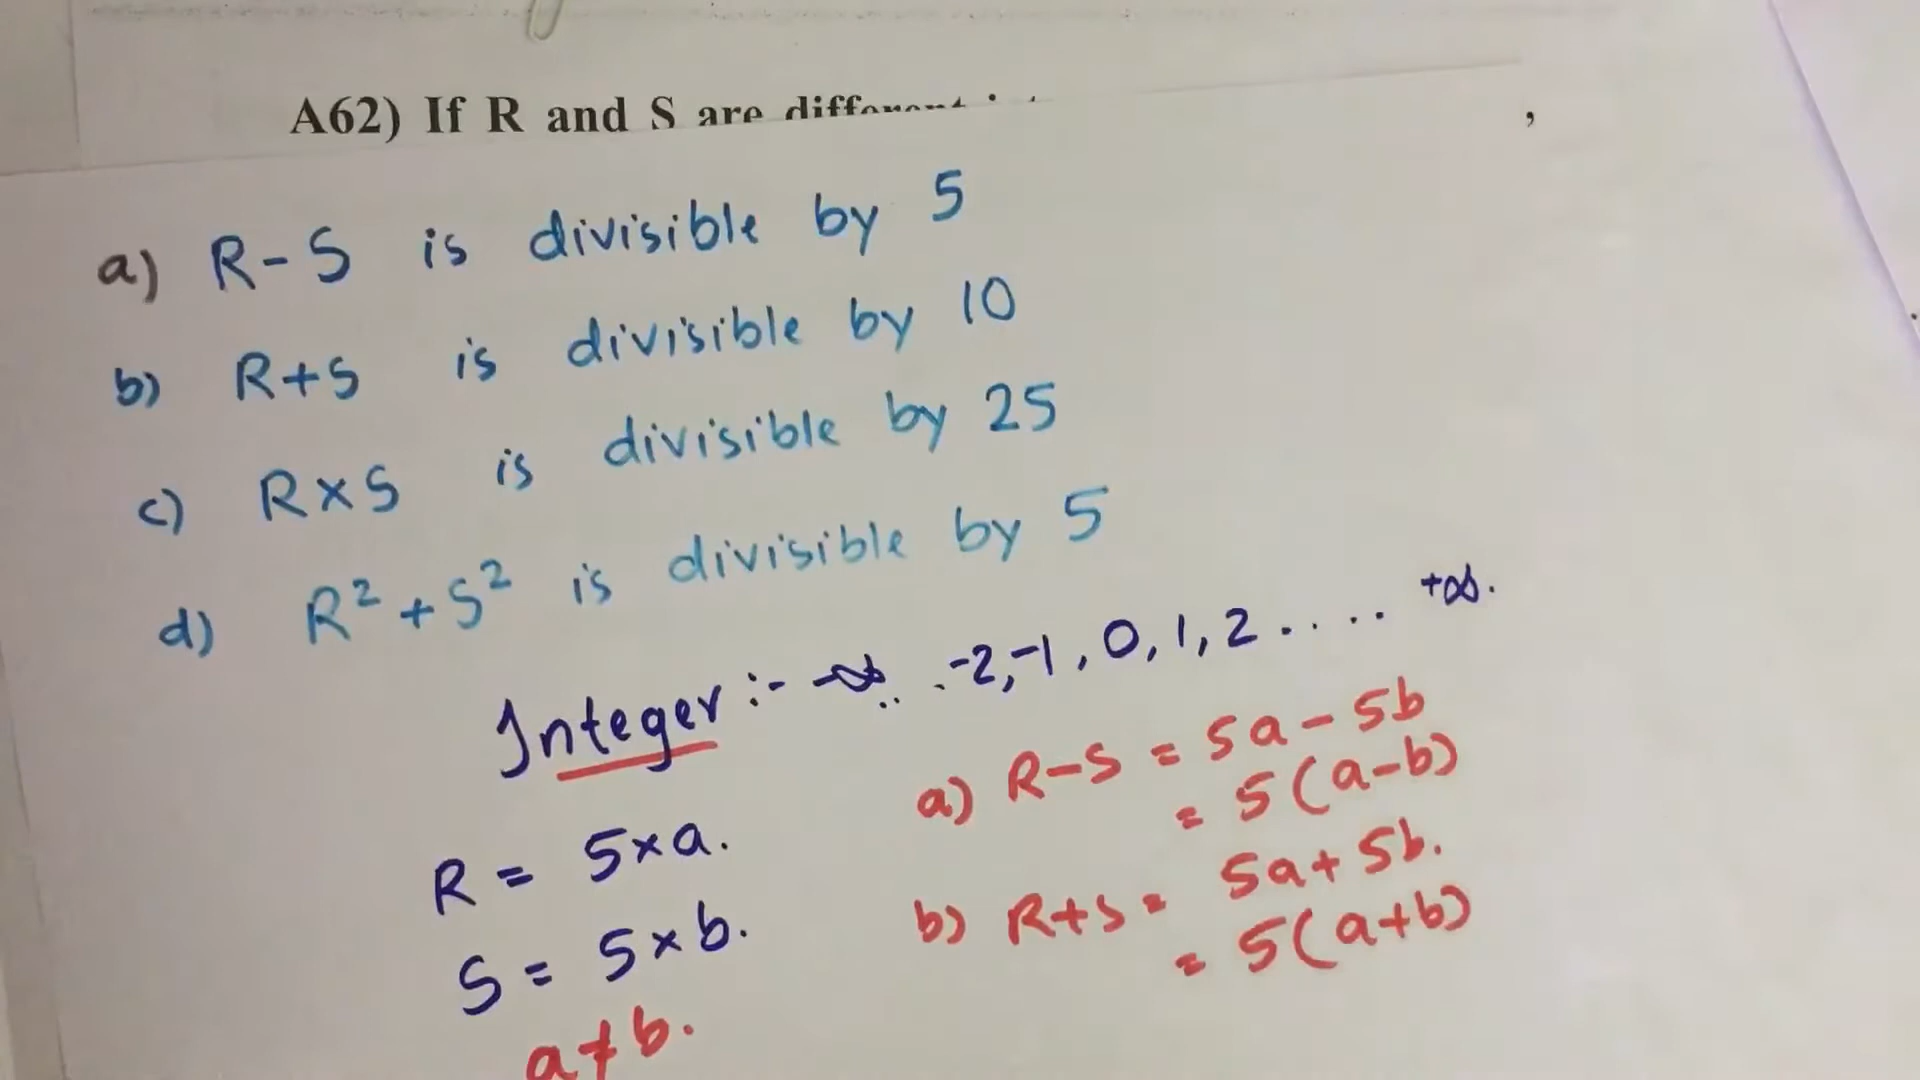 A62) If R and S are different
a) R-S is divisible by 5
b) R+S is divisible by 10
c) R×S is divisible by 25
d) R²+S² is divisible by 5
Integer :- -∞.. . -2,-1, 0, 1, 2 .... +∞.
R = 5×a.
S = 5×b.
a≠b.
a) R-S = 5a-5b
= 5(a-b)
b) R+S = 5a+5b.
= 5(a+b)